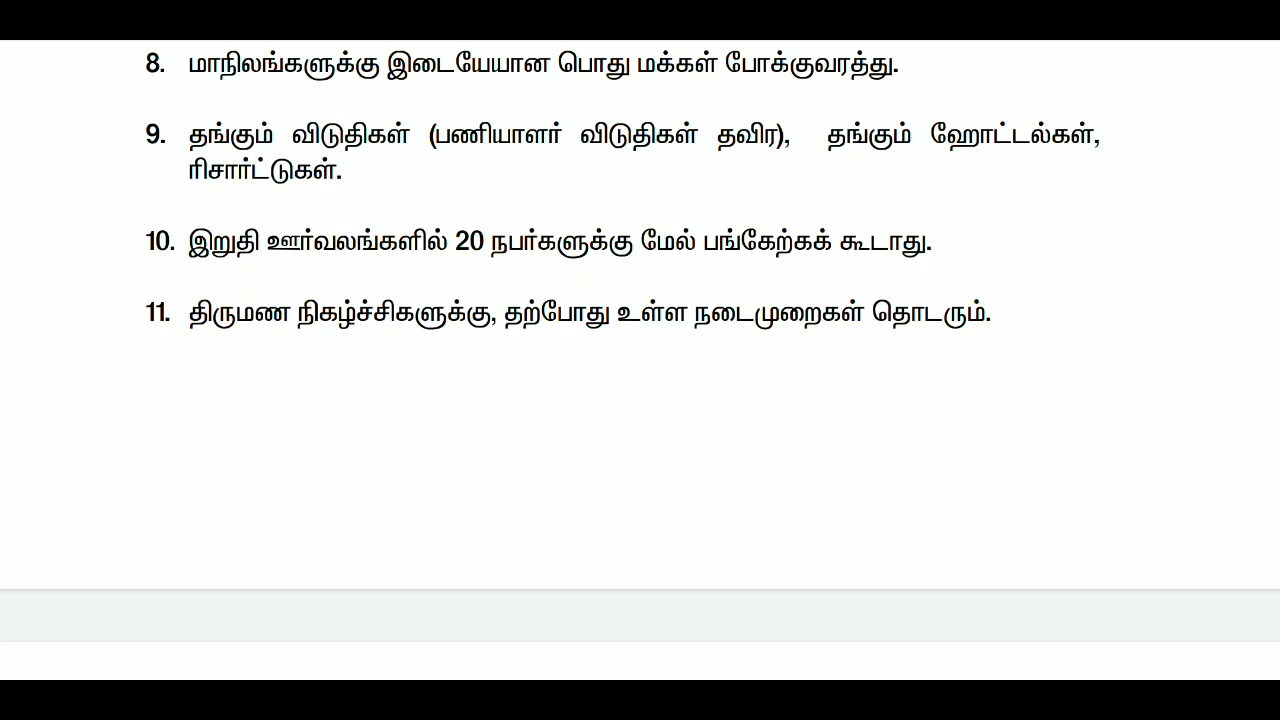 8. மாநிலங்களுக்கு இடையேயான பொது மக்கள் போக்குவரத்து.
9. தங்கும் விடுதிகள் (பணியாளர் விடுதிகள் தவிர), தங்கும் ஹோட்டல்கள்,
ரிசார்ட்டுகள்.
10. இறுதி ஊர்வலங்களில் 20 நபர்களுக்கு மேல் பங்கேற்கக் கூடாது.
11. திருமண நிகழ்ச்சிகளுக்கு, தற்போது உள்ள நடைமுறைகள் தொடரும்.